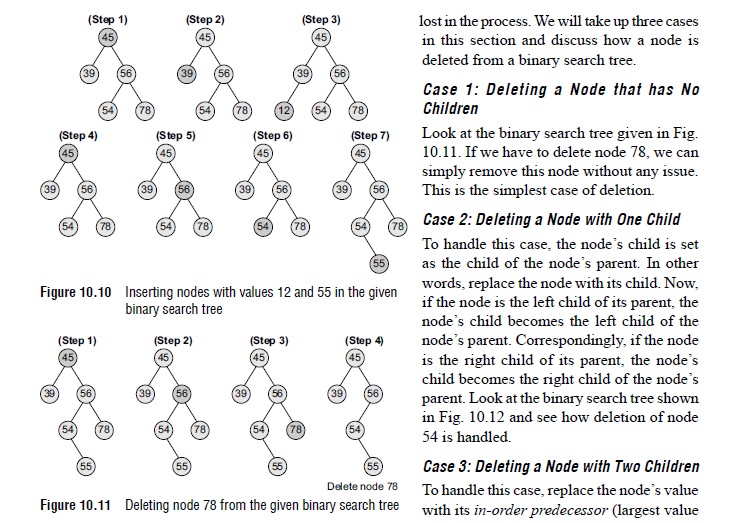 (Step 1) (Step 2) (Step 3)
45 45 45
39 56 39 56 39 56
54 78 54 78 12 54 78
(Step 4) (Step 5) (Step 6) (Step 7)
45 45 45 45
39 56 39 56 39 56 39 56
54 78 54 78 54 78 54 78
55
Figure 10.10 Inserting nodes with values 12 and 55 in the given
binary search tree
(Step 1) (Step 2) (Step 3) (Step 4)
45 45 45 45
39 56 39 56 39 56 39 56
54 78 54 78 54 78 54
55 55 55 55
Delete node 78
Figure 10.11 Deleting node 78 from the given binary search tree
lost in the process. We will take up three cases
in this section and discuss how a node is
deleted from a binary search tree.
Case 1: Deleting a Node that has No
Children
Look at the binary search tree given in Fig.
10.11. If we have to delete node 78, we can
simply remove this node without any issue.
This is the simplest case of deletion.
Case 2: Deleting a Node with One Child
To handle this case, the node’s child is set
as the child of the node’s parent. In other
words, replace the node with its child. Now,
if the node is the left child of its parent, the
node’s child becomes the left child of the
node’s parent. Correspondingly, if the node
is the right child of its parent, the node’s
child becomes the right child of the node’s
parent. Look at the binary search tree shown
in Fig. 10.12 and see how deletion of node
54 is handled.
Case 3: Deleting a Node with Two Children
To handle this case, replace the node’s value
with its in-order predecessor (largest value